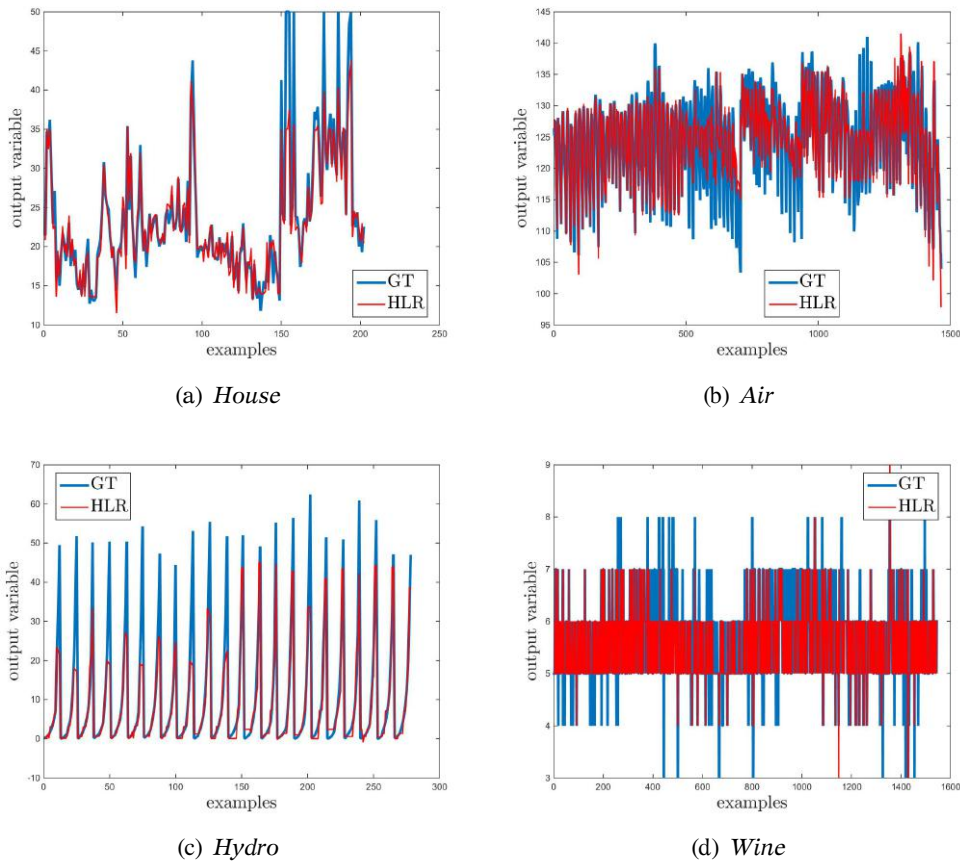 50
45
40
35
30
25
20
15
10
output variable
0 50 100 150 200 250
examples
GT
HLR
(a) House
145
140
135
130
125
120
115
110
105
100
95
output variable
0 500 1000 1500
examples
GT
HLR
(b) Air
70
60
50
40
30
20
10
0
-10
output variable
0 50 100 150 200 250 300
examples
GT
HLR
(c) Hydro
9
8
7
6
5
4
3
output variable
0 200 400 600 800 1000 1200 1400 1600
examples
GT
HLR
(d) Wine